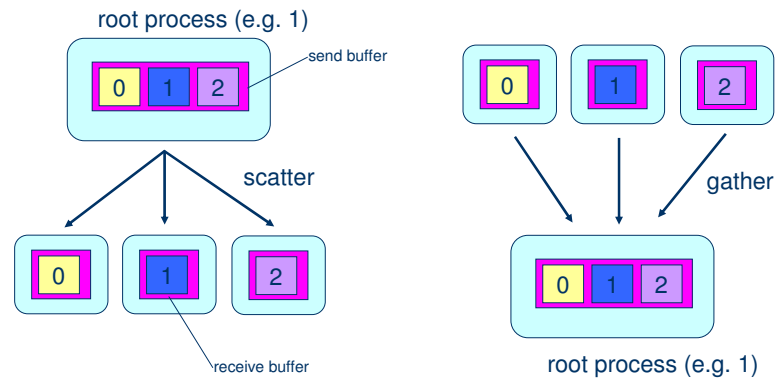 root process (e.g. 1)
send buffer
0 1 2
scatter
0 1 2
receive buffer
0 1 2
gather
0 1 2
root process (e.g. 1)